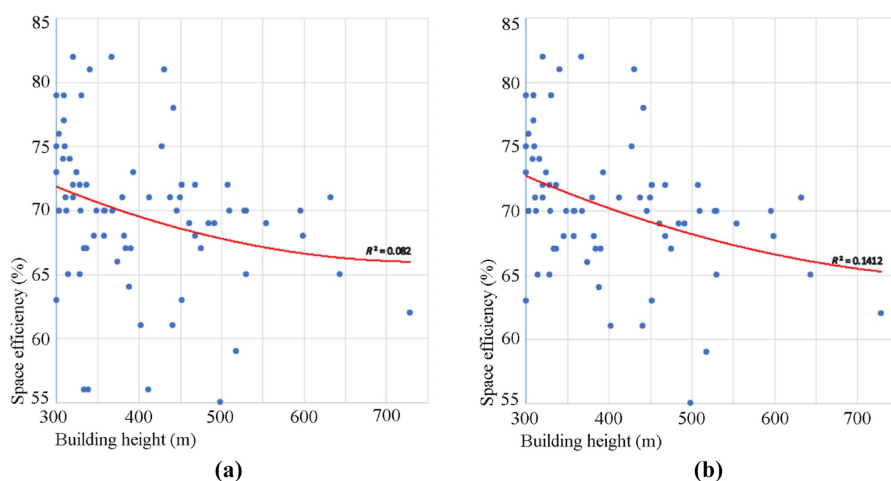 85
80
75
70
65
60
55
Space efficiency (%)
R² = 0.082
300 400 500 600 700
Building height (m)
(a)
85
80
75
70
65
60
55
Space efficiency (%)
R² = 0.1412
300 400 500 600 700
Building height (m)
(b)